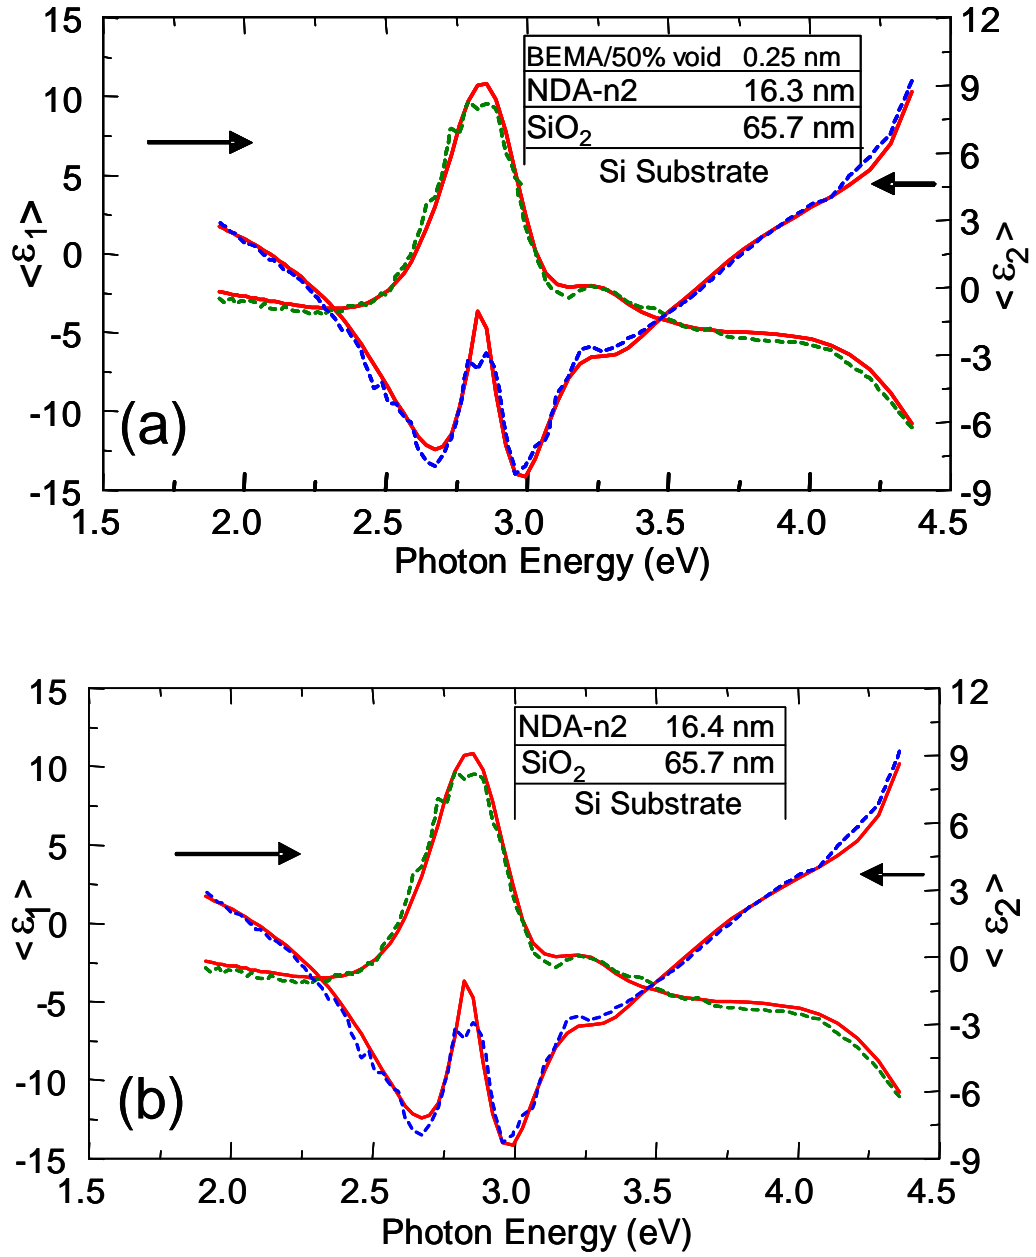 15
10
5
0
-5
-10
-15
<ε₁>
12
9
6
3
0
-3
-6
-9
<ε₂>
BEMA/50% void 0.25 nm
NDA-n2 16.3 nm
SiO₂ 65.7 nm
Si Substrate
(a)
1.5 2.0 2.5 3.0 3.5 4.0 4.5
Photon Energy (eV)
15
10
5
0
-5
-10
-15
<ε₁>
12
9
6
3
0
-3
-6
-9
<ε₂>
NDA-n2 16.4 nm
SiO₂ 65.7 nm
Si Substrate
(b)
1.5 2.0 2.5 3.0 3.5 4.0 4.5
Photon Energy (eV)